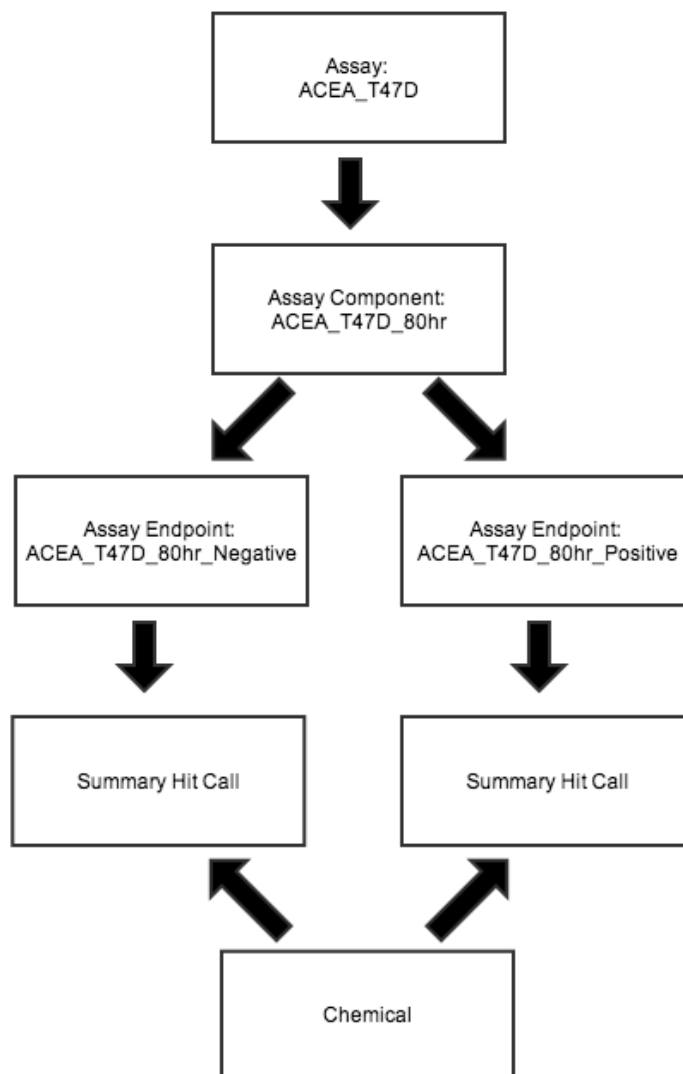 Assay:
ACEA_T47D
Assay Component:
ACEA_T47D_80hr
Assay Endpoint:
ACEA_T47D_80hr_Negative
Assay Endpoint:
ACEA_T47D_80hr_Positive
Summary Hit Call
Summary Hit Call
Chemical